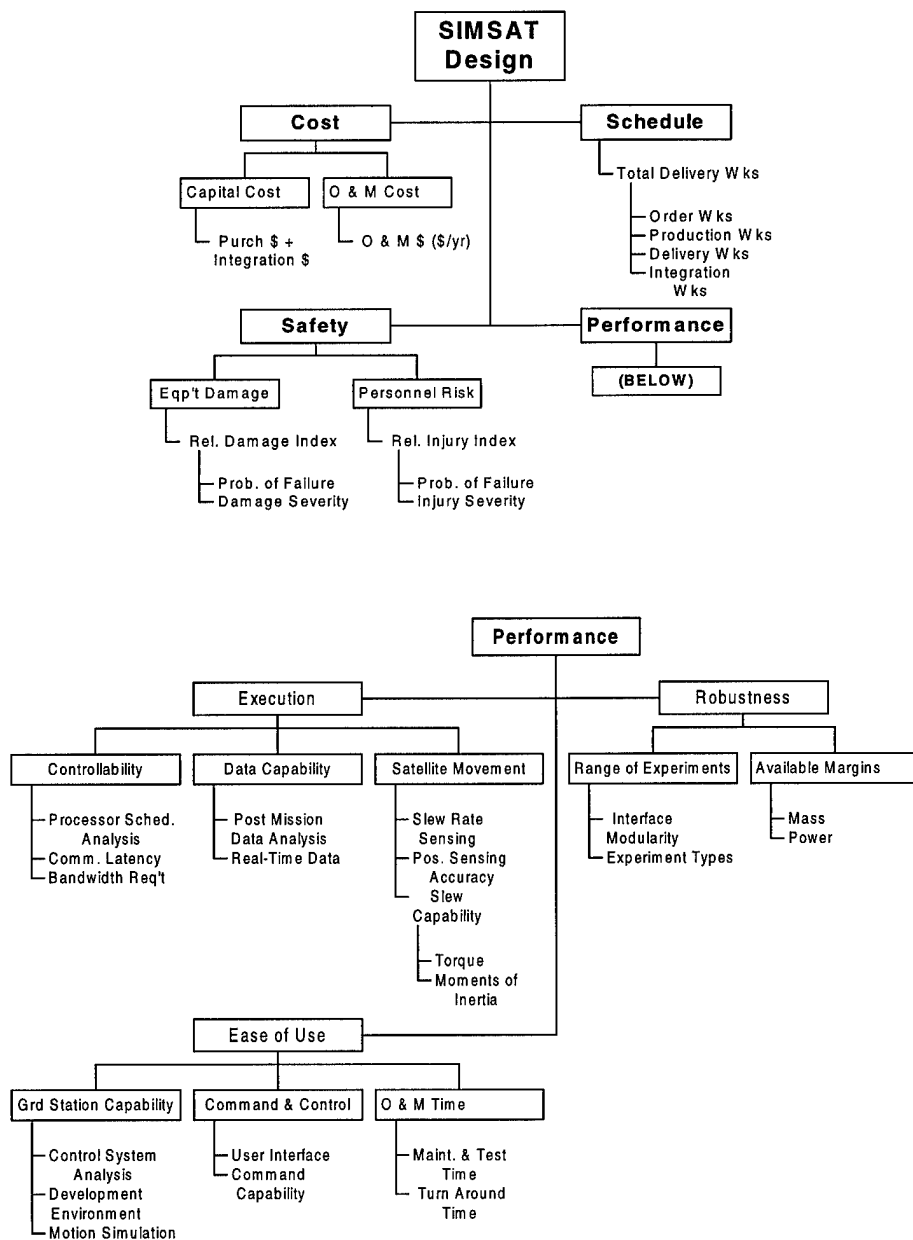 SIMSAT
Design
Cost
Schedule
Capital Cost
O & M Cost
Purch $ +
Integration $
O & M $ ($/yr)
Total Delivery Wks
Order Wks
Production Wks
Delivery Wks
Integration
Wks
Safety
Performance
(BELOW)
Eqp't Damage
Personnel Risk
Rel. Damage Index
Rel. Injury Index
Prob. of Failure
Damage Severity
Prob. of Failure
Injury Severity
Performance
Execution
Robustness
Controllability
Data Capability
Satellite Movement
Range of Experiments
Available Margins
Processor Sched.
Analysis
Comm. Latency
Bandwidth Req't
Post Mission
Data Analysis
Real-Time Data
Slew Rate
Sensing
Pos. Sensing
Accuracy
Slew
Capability
Torque
Moments of
Inertia
Interface
Modularity
Experiment Types
Mass
Power
Ease of Use
Grd Station Capability
Command & Control
O & M Time
Control System
Analysis
Development
Environment
Motion Simulation
User Interface
Command
Capability
Maint. & Test
Time
Turn Around
Time